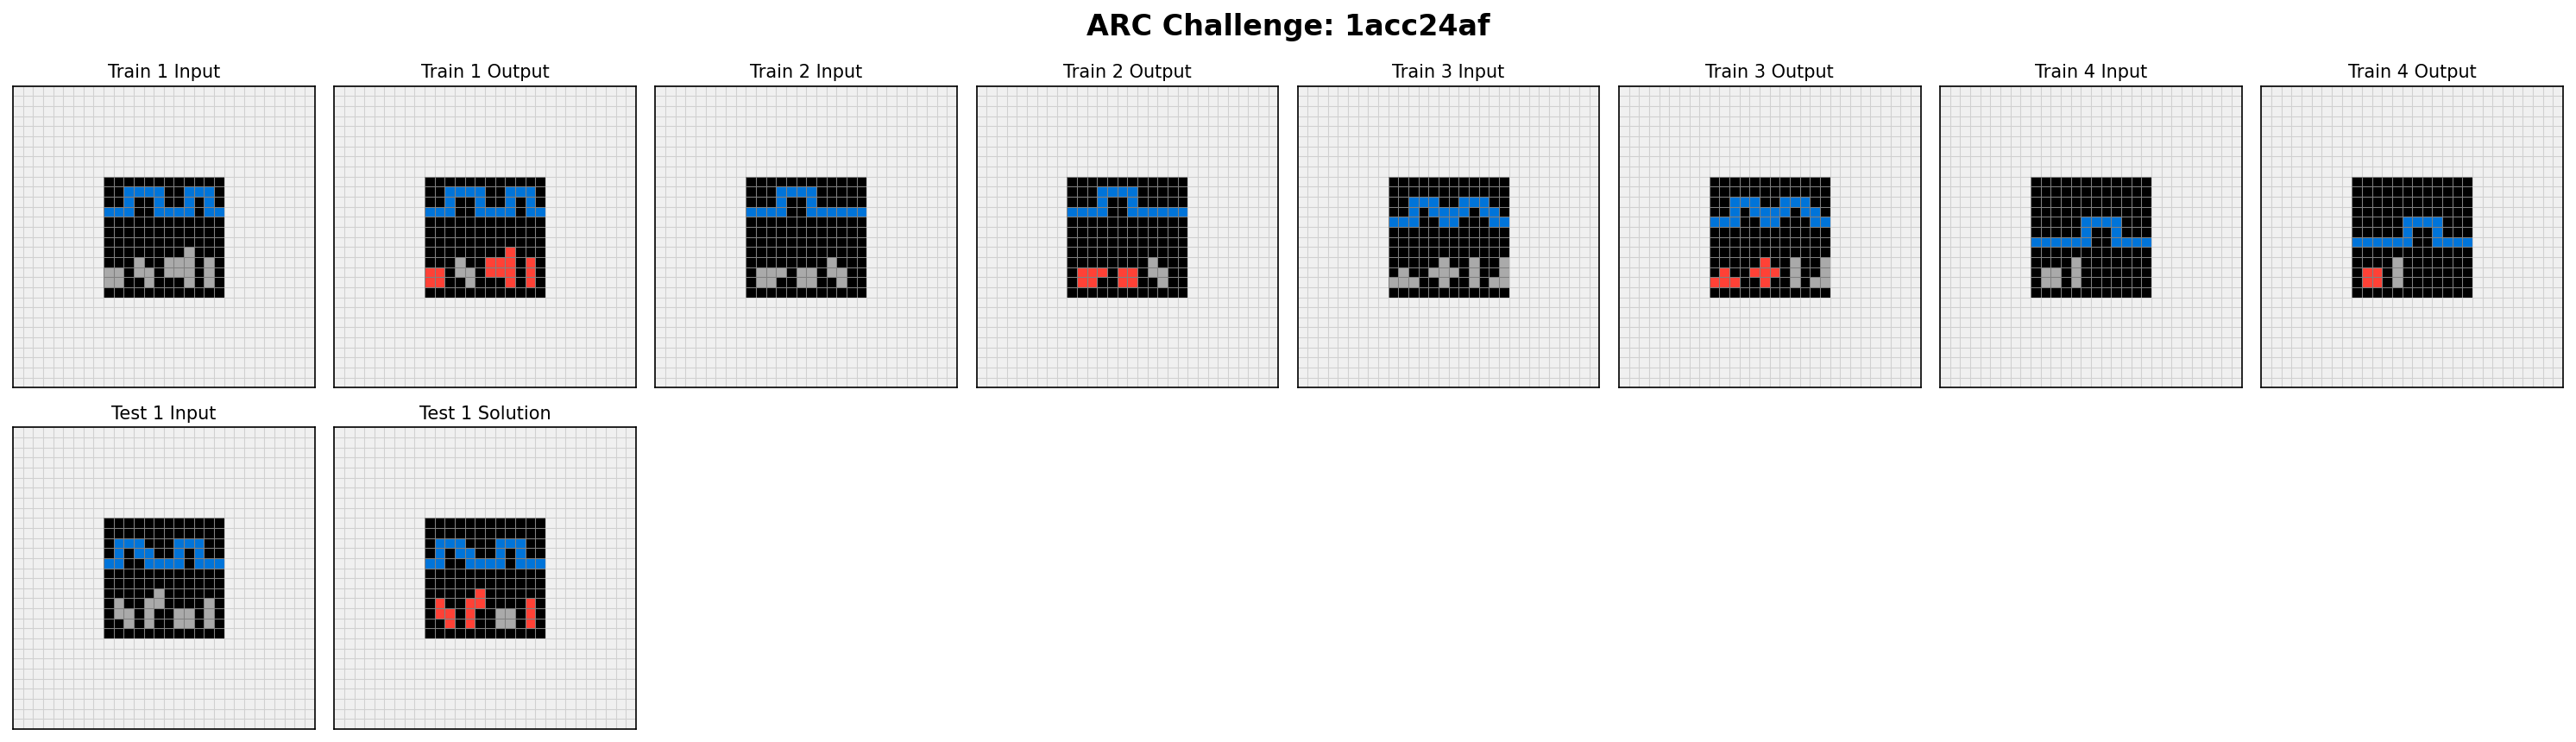 ARC Challenge: 1acc24af
Train 1 Input
Train 1 Output
Train 2 Input
Train 2 Output
Train 3 Input
Train 3 Output
Train 4 Input
Train 4 Output
Test 1 Input
Test 1 Solution